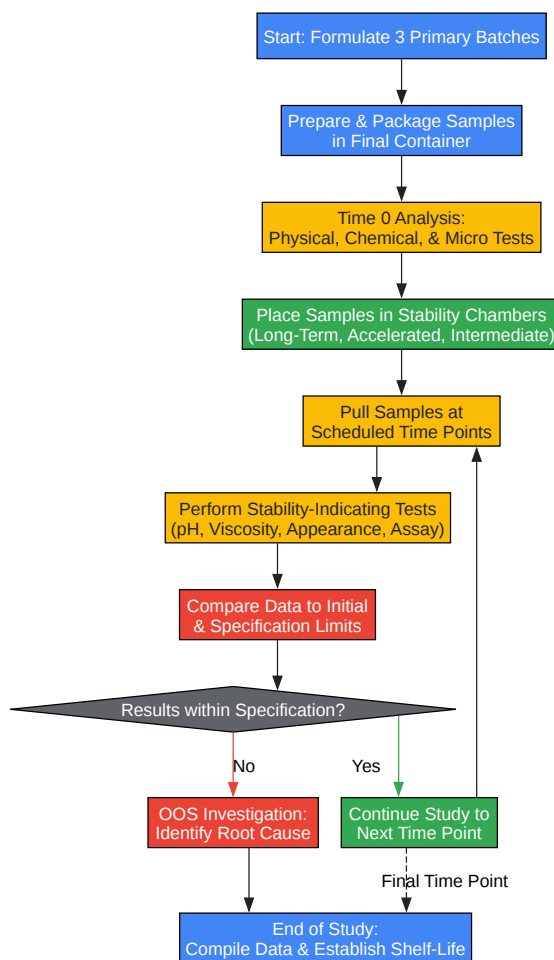 Start: Formulate 3 Primary Batches
Prepare & Package Samples
in Final Container
Time 0 Analysis:
Physical, Chemical, & Micro Tests
Place Samples in Stability Chambers
(Long-Term, Accelerated, Intermediate)
Pull Samples at
Scheduled Time Points
Perform Stability-Indicating Tests
(pH, Viscosity, Appearance, Assay)
Compare Data to Initial
& Specification Limits
Results within Specification?
No
Yes
OOS Investigation:
Identify Root Cause
Continue Study to
Next Time Point
Final Time Point
End of Study:
Compile Data & Establish Shelf-Life